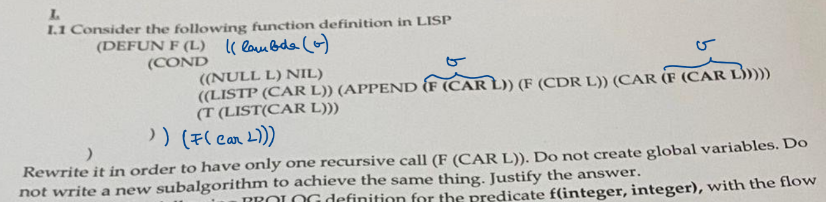 1.
1.1 Consider the following function definition in LISP
(DEFUN F (L) ((lambda (v)
(COND
v v
((NULL L) NIL)
((LISTP (CAR L)) (APPEND (F (CAR L)) (F (CDR L)) (CAR (F (CAR L)))))
(T (LIST(CAR L)))
) ) (F( car L)))
)
Rewrite it in order to have only one recursive call (F (CAR L)). Do not create global variables. Do
not write a new subalgorithm to achieve the same thing. Justify the answer.
PROLOG definition for the predicate f(integer, integer), with the flow